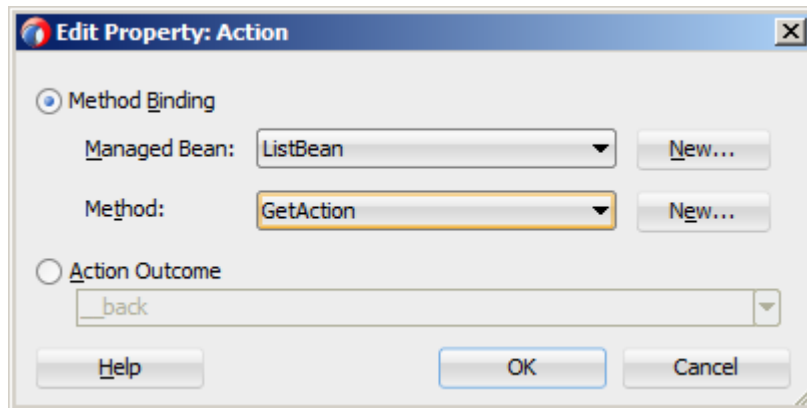 Edit Property: Action
Method Binding
Managed Bean: ListBean New...
Method: GetAction New...
Action Outcome
__back
Help OK Cancel